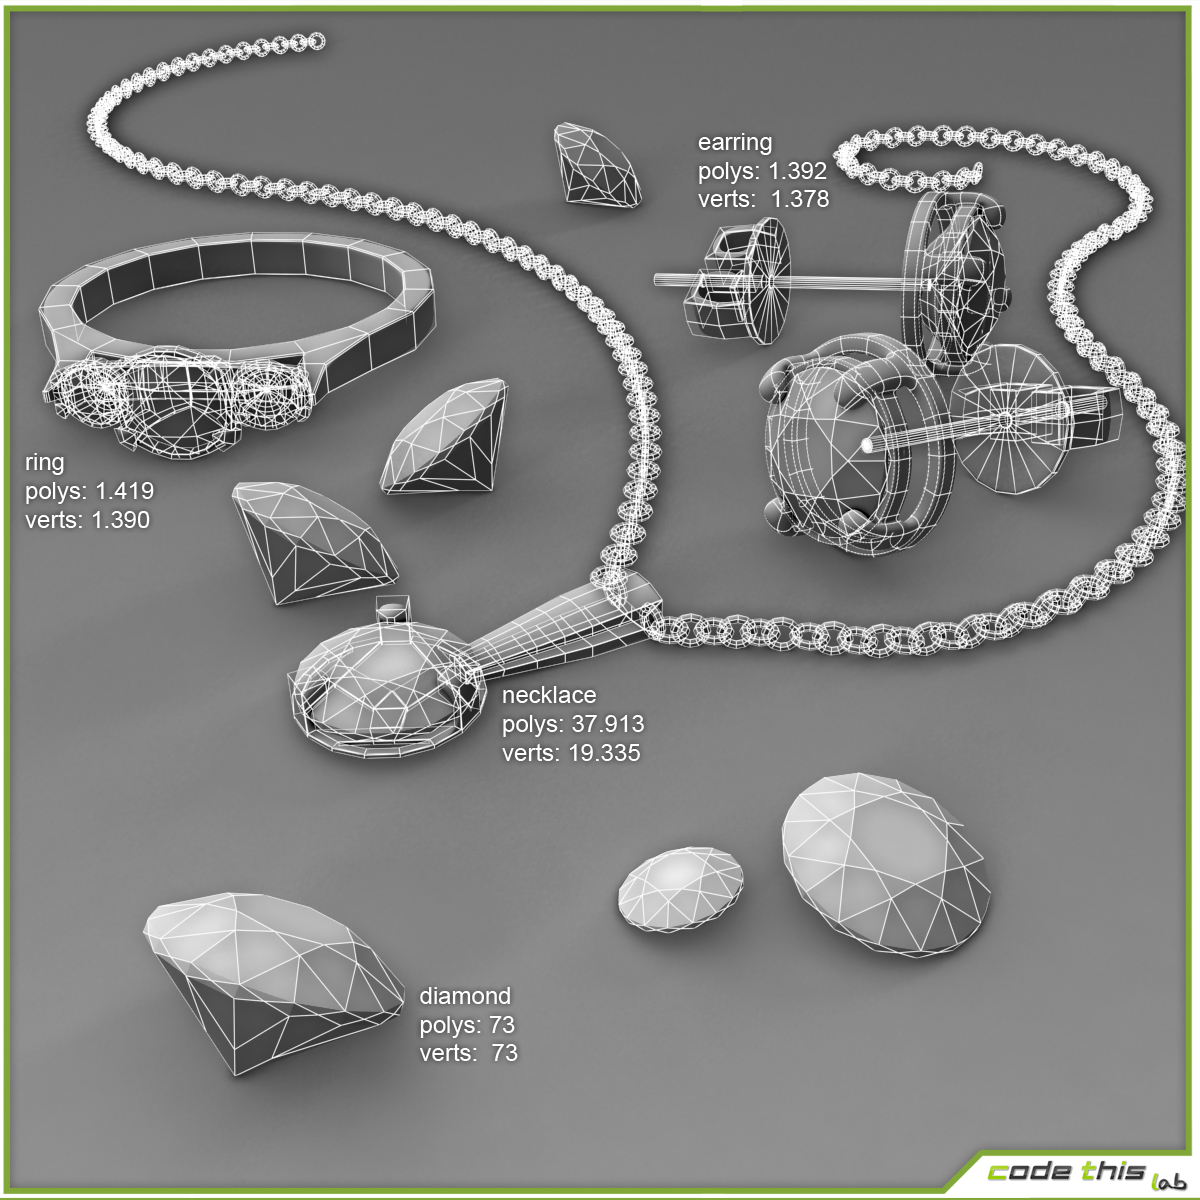 earring
polys: 1.392
verts: 1.378
ring
polys: 1.419
verts: 1.390
necklace
polys: 37.913
verts: 19.335
diamond
polys: 73
verts: 73
code this lab